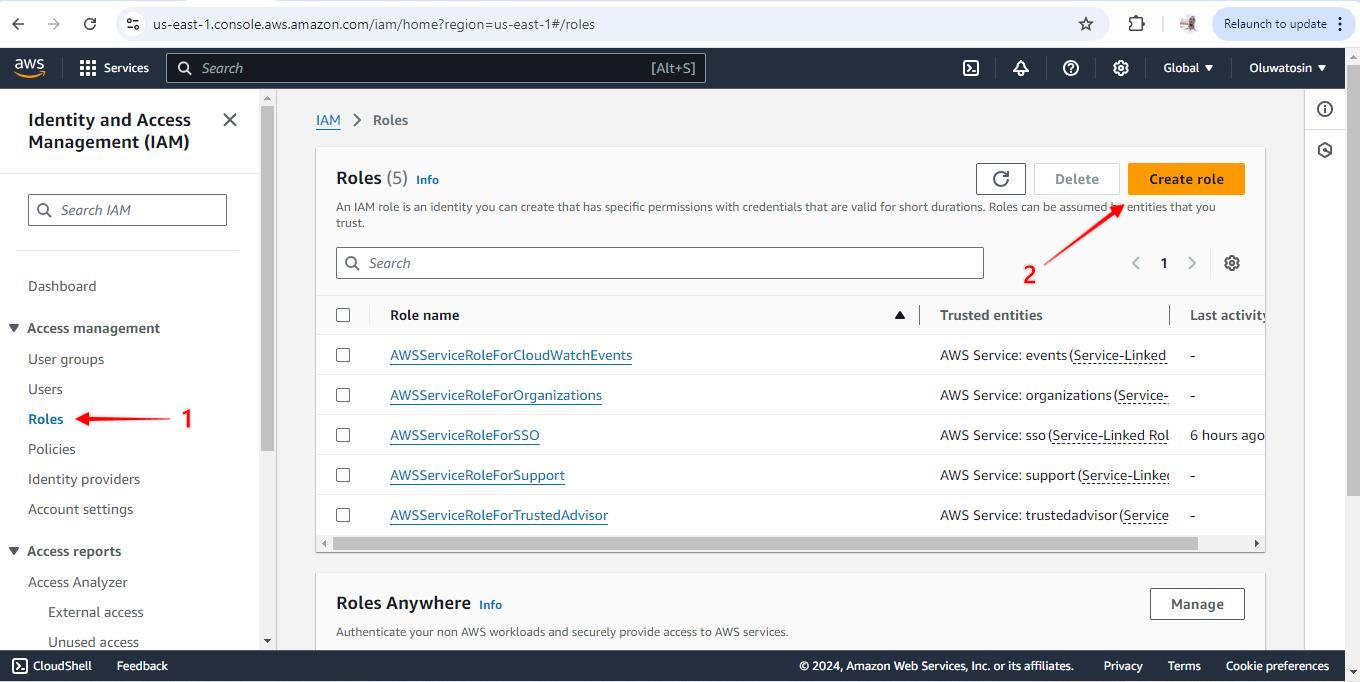 us-east-1.console.aws.amazon.com/iam/home?region=us-east-1#/roles
Relaunch to update
aws
Services
Search
[Alt+S]
Global
Oluwatosin
Identity and Access
Management (IAM)
Search IAM
Dashboard
Access management
User groups
Users
Roles
1
Policies
Identity providers
Account settings
Access reports
Access Analyzer
External access
Unused access
IAM > Roles
Roles (5) Info
Delete
Create role
An IAM role is an identity you can create that has specific permissions with credentials that are valid for short durations. Roles can be assumed by entities that you
trust.
Search
2
1
Role name
Trusted entities
Last activity
AWSServiceRoleForCloudWatchEvents
AWS Service: events (Service-Linked
-
AWSServiceRoleForOrganizations
AWS Service: organizations (Service-
-
AWSServiceRoleForSSO
AWS Service: sso (Service-Linked Rol
6 hours ago
AWSServiceRoleForSupport
AWS Service: support (Service-Linked
-
AWSServiceRoleForTrustedAdvisor
AWS Service: trustedadvisor (Service
-
Roles Anywhere Info
Manage
Authenticate your non AWS workloads and securely provide access to AWS services.
CloudShell
Feedback
© 2024, Amazon Web Services, Inc. or its affiliates.
Privacy
Terms
Cookie preferences